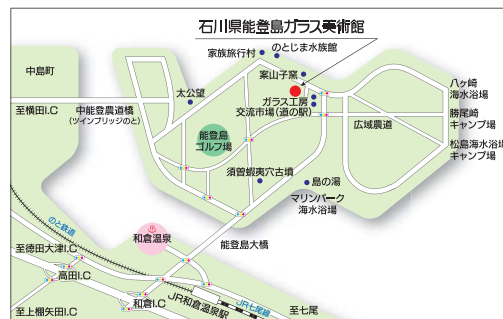 石川県能登島ガラス美術館
家族旅行村
のとじま水族館
中島町
案山子窯
太公望
八ヶ崎
海水浴場
ガラス工房
交流市場(道の駅)
中能登農道橋
(ツインブリッジのと)
至横田I.C
勝尾崎
キャンプ場
広域農道
能登島
ゴルフ場
松島海水浴場
キャンプ場
須曽蝦夷穴古墳
島の湯
マリンパーク
海水浴場
和倉温泉
能登島大橋
のと鉄道
至徳田大津I.C
高田I.C
和倉I.C
JR和倉温泉駅
JR七尾線
至七尾
至上棚矢田I.C